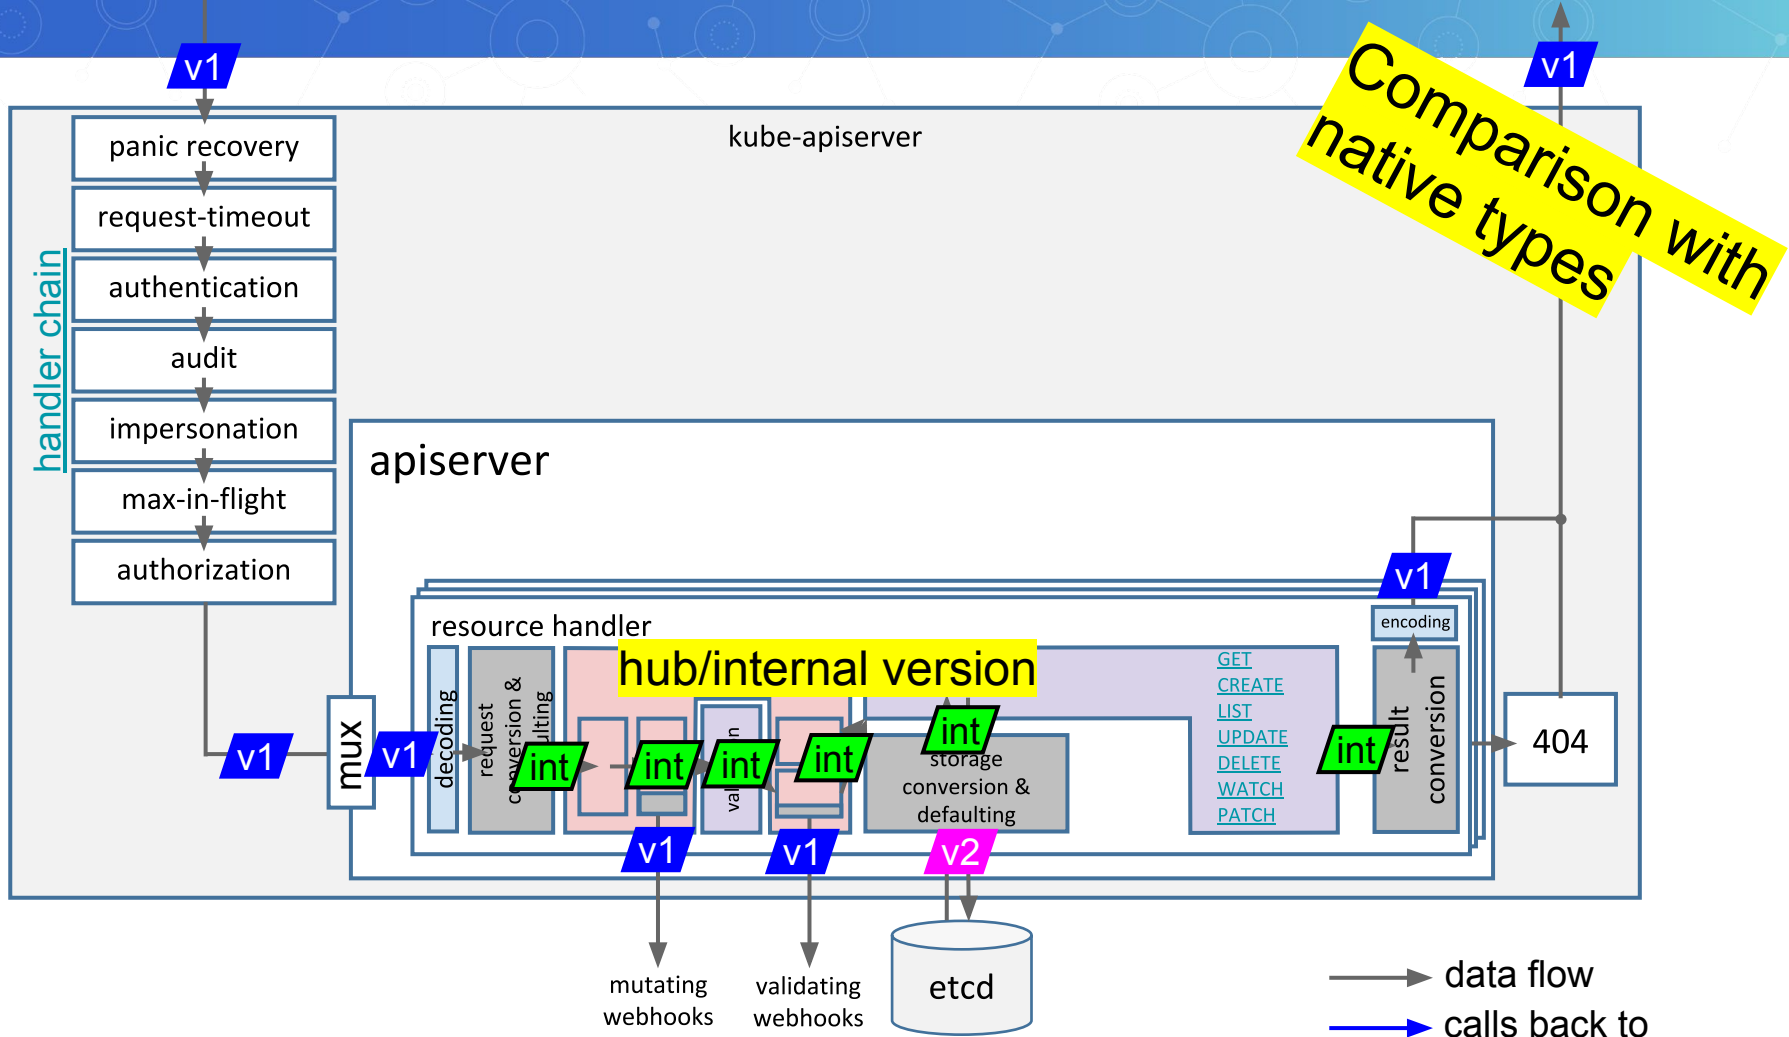 v1
v1
Comparison with
native types
kube-apiserver
panic recovery
request-timeout
authentication
audit
impersonation
max-in-flight
authorization
handler chain
apiserver
v1
encoding
resource handler
hub/internal version
mux
v1
v1
decoding
request
int
int
int
int
int
int
storage
conversion &
defaulting
GET
CREATE
LIST
UPDATE
DELETE
WATCH
PATCH
result
conversion
404
v1
v1
v2
mutating
webhooks
validating
webhooks
etcd
data flow
calls back to